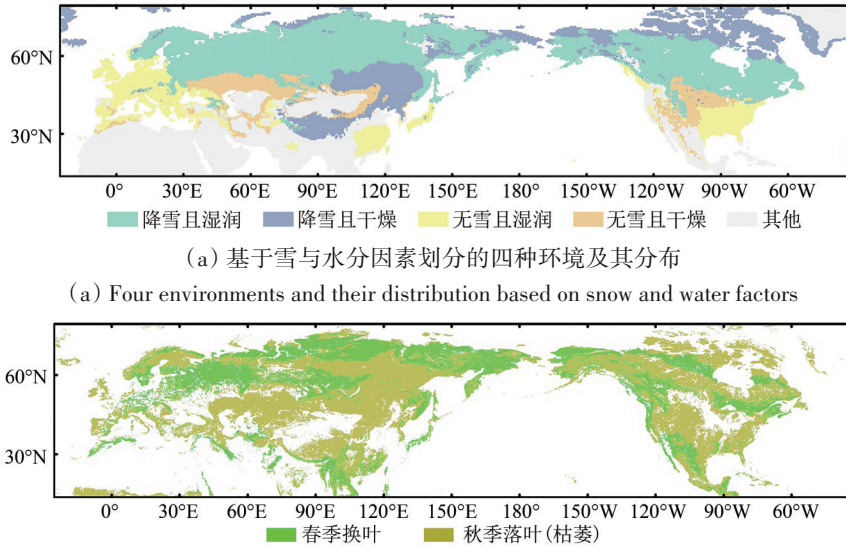 60°N
30°N
0° 30°E 60°E 90°E 120°E 150°E 180° 150°W 120°W 90°W 60°W
降雪且湿润 降雪且干燥 无雪且湿润 无雪且干燥 其他
(a) 基于雪与水分因素划分的四种环境及其分布
(a) Four environments and their distribution based on snow and water factors
60°N
30°N
0° 30°E 60°E 90°E 120°E 150°E 180° 150°W 120°W 90°W 60°W
春季换叶 秋季落叶(枯萎)